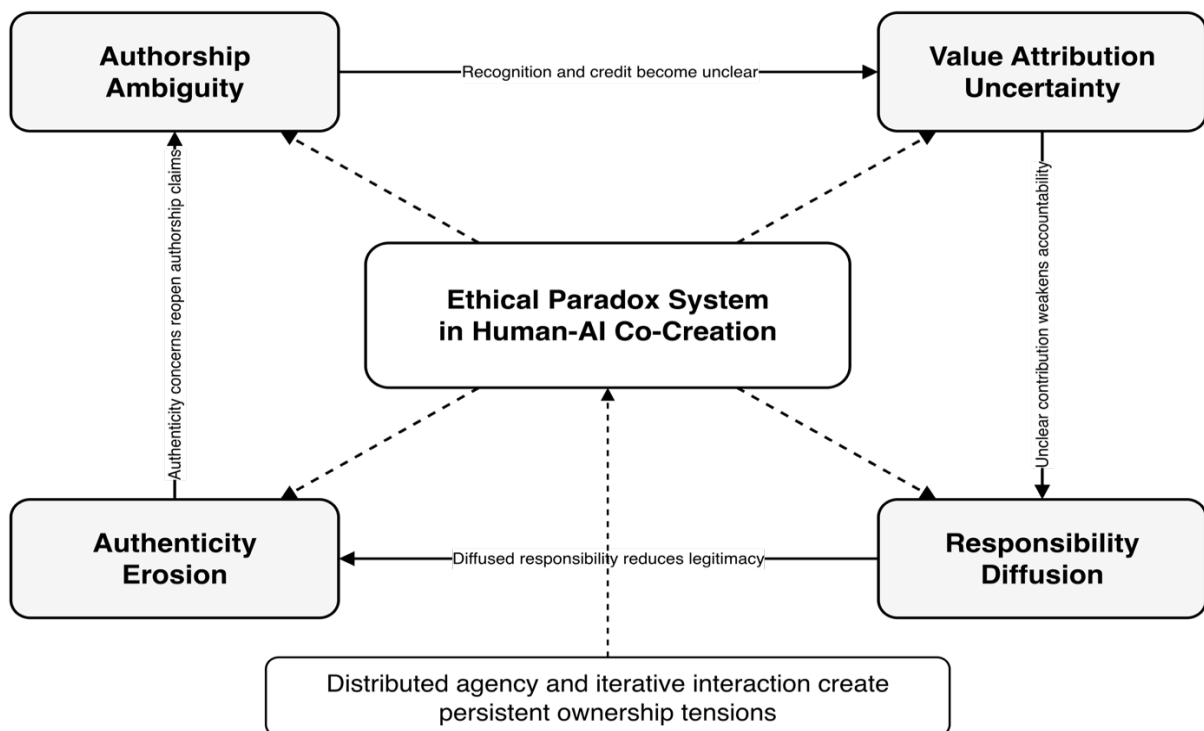 Authorship
Ambiguity
Recognition and credit become unclear
Value Attribution
Uncertainty
Authenticity concerns reopen authorship claims
Ethical Paradox System
in Human-AI Co-Creation
Unclear contribution weakens accountability
Authenticity
Erosion
Diffused responsibility reduces legitimacy
Responsibility
Diffusion
Distributed agency and iterative interaction create
persistent ownership tensions